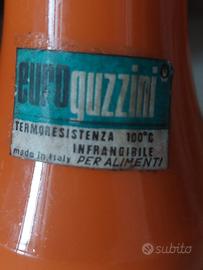 euroguzzini
TERMORESISTENZA 100°C
INFRANGIBILE
made in Italy PER ALIMENTI
subito